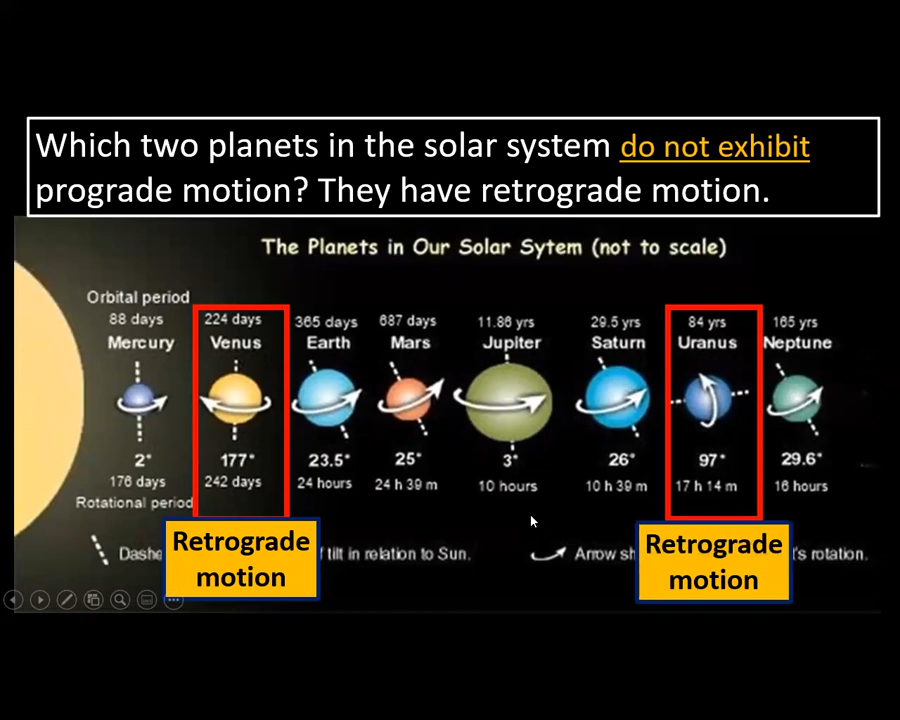 Which two planets in the solar system do not exhibit
prograde motion? They have retrograde motion.
The Planets in Our Solar Sytem (not to scale)
Orbital period
88 days 224 days 365 days 687 days 11.86 yrs 29.5 yrs 84 yrs 165 yrs
Mercury Venus Earth Mars Jupiter Saturn Uranus Neptune
2° 177° 23.5° 25° 3° 26° 97° 29.6°
176 days 242 days 24 hours 24 h 39 m 10 hours 10 h 39 m 17 h 14 m 16 hours
Rotational period
Dashe Retrograde motion f tilt in relation to Sun. Arrow sh Retrograde motion 's rotation.